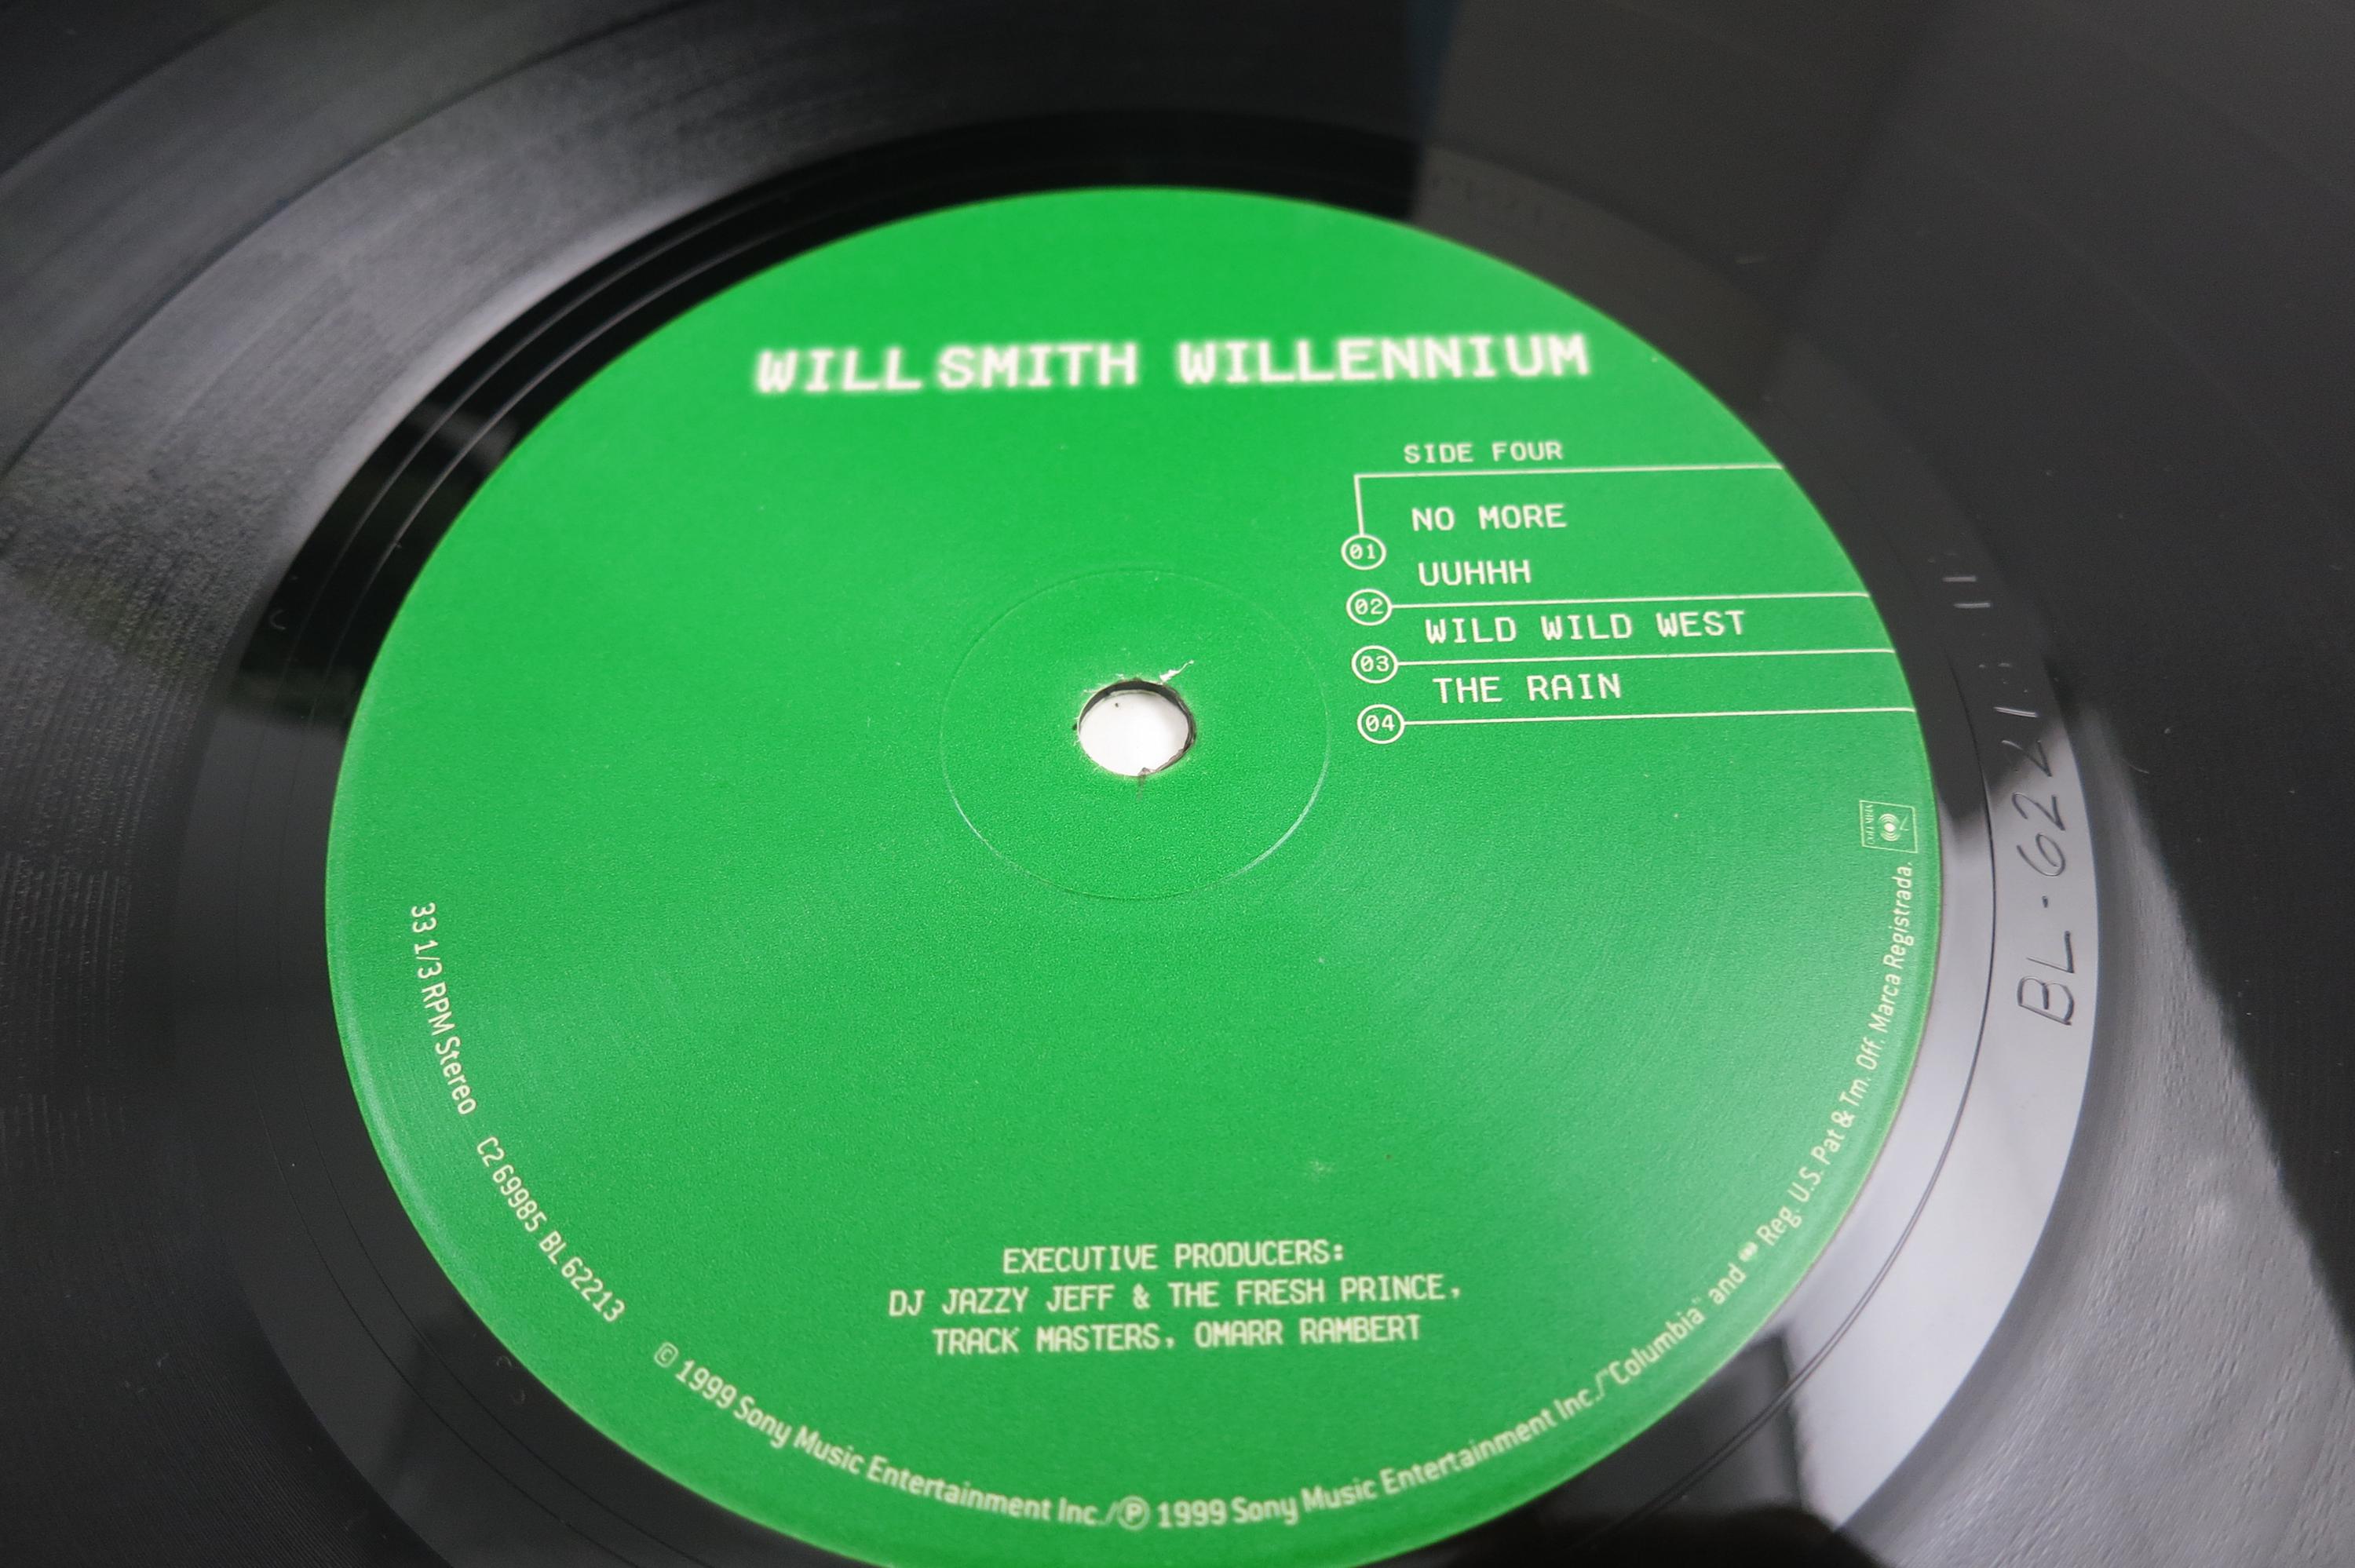 WILL SMITH WILLENNIUM
SIDE FOUR
NO MORE
01
UUHHH
02
WILD WILD WEST
03
THE RAIN
04
COLUMBIA
EXECUTIVE PRODUCERS:
DJ JAZZY JEFF & THE FRESH PRINCE,
TRACK MASTERS, OMARR RAMBERT
33 1/3 RPM Stereo C2 69985 BL 62213
© 1999 Sony Music Entertainment Inc./℗ 1999 Sony Music Entertainment Inc./"Columbia" and Reg. U.S. Pat & Tm. Off. Marca Registrada.